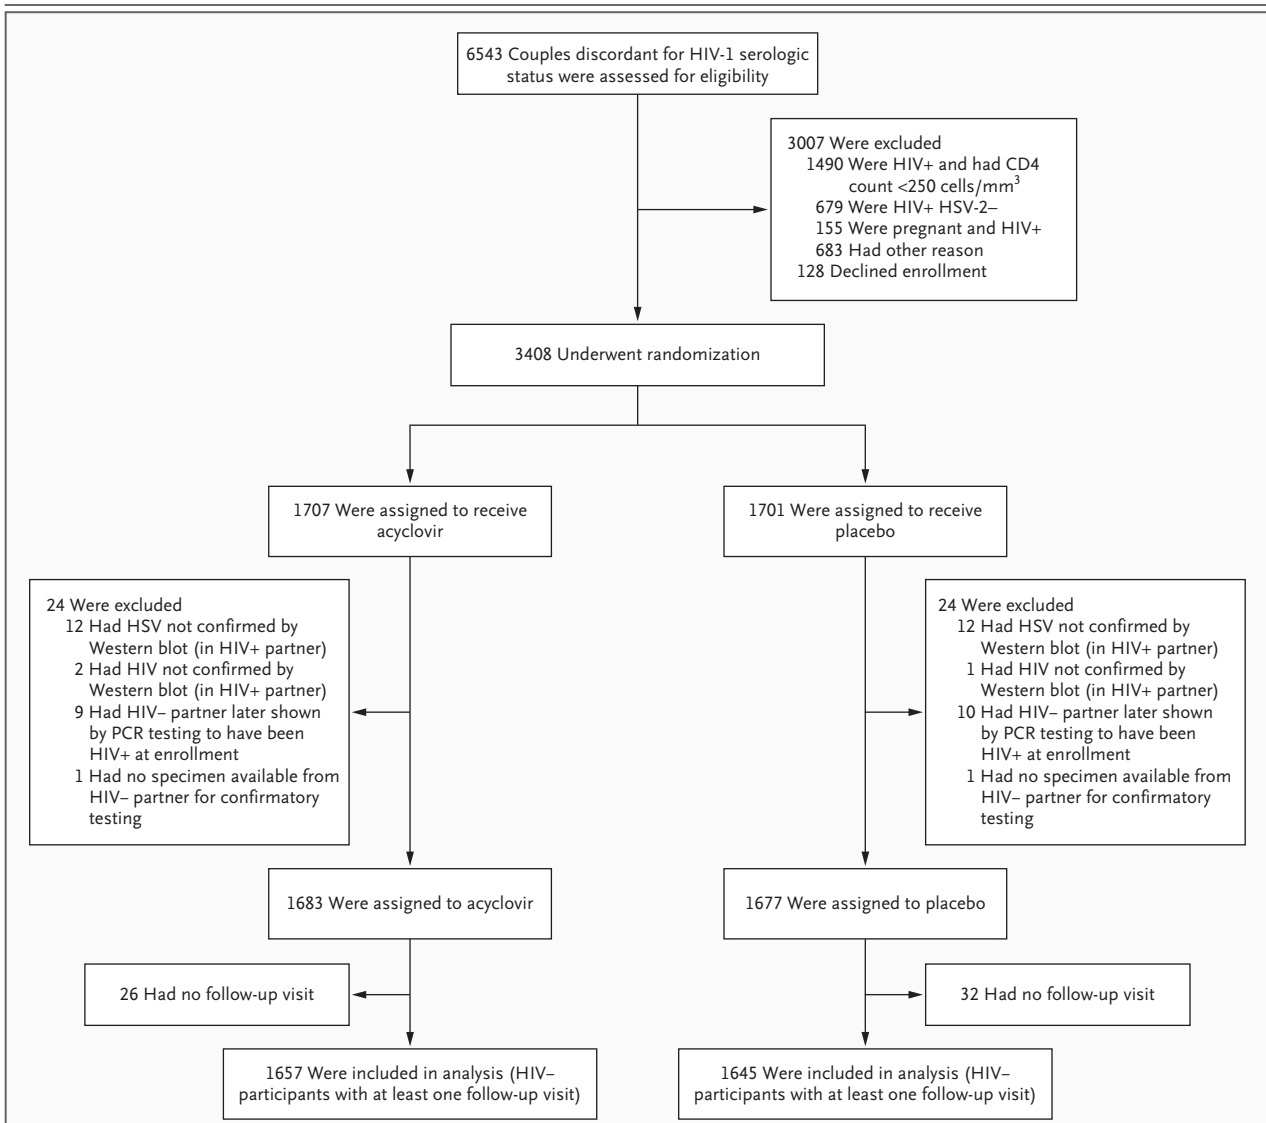 6543 Couples discordant for HIV-1 serologic
status were assessed for eligibility
3007 Were excluded
1490 Were HIV+ and had CD4
count <250 cells/mm³
679 Were HIV+ HSV-2–
155 Were pregnant and HIV+
683 Had other reason
128 Declined enrollment
3408 Underwent randomization
1707 Were assigned to receive
acyclovir
1701 Were assigned to receive
placebo
24 Were excluded
12 Had HSV not confirmed by
Western blot (in HIV+ partner)
2 Had HIV not confirmed by
Western blot (in HIV+ partner)
9 Had HIV– partner later shown
by PCR testing to have been
HIV+ at enrollment
1 Had no specimen available from
HIV– partner for confirmatory
testing
24 Were excluded
12 Had HSV not confirmed by
Western blot (in HIV+ partner)
1 Had HIV not confirmed by
Western blot (in HIV+ partner)
10 Had HIV– partner later shown
by PCR testing to have been
HIV+ at enrollment
1 Had no specimen available from
HIV– partner for confirmatory
testing
1683 Were assigned to acyclovir
1677 Were assigned to placebo
26 Had no follow-up visit
32 Had no follow-up visit
1657 Were included in analysis (HIV–
participants with at least one follow-up visit)
1645 Were included in analysis (HIV–
participants with at least one follow-up visit)